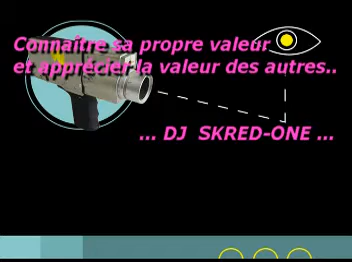 Connaître sa propre valeur
et apprécier la valeur des autres..
... DJ SKRED-ONE ...